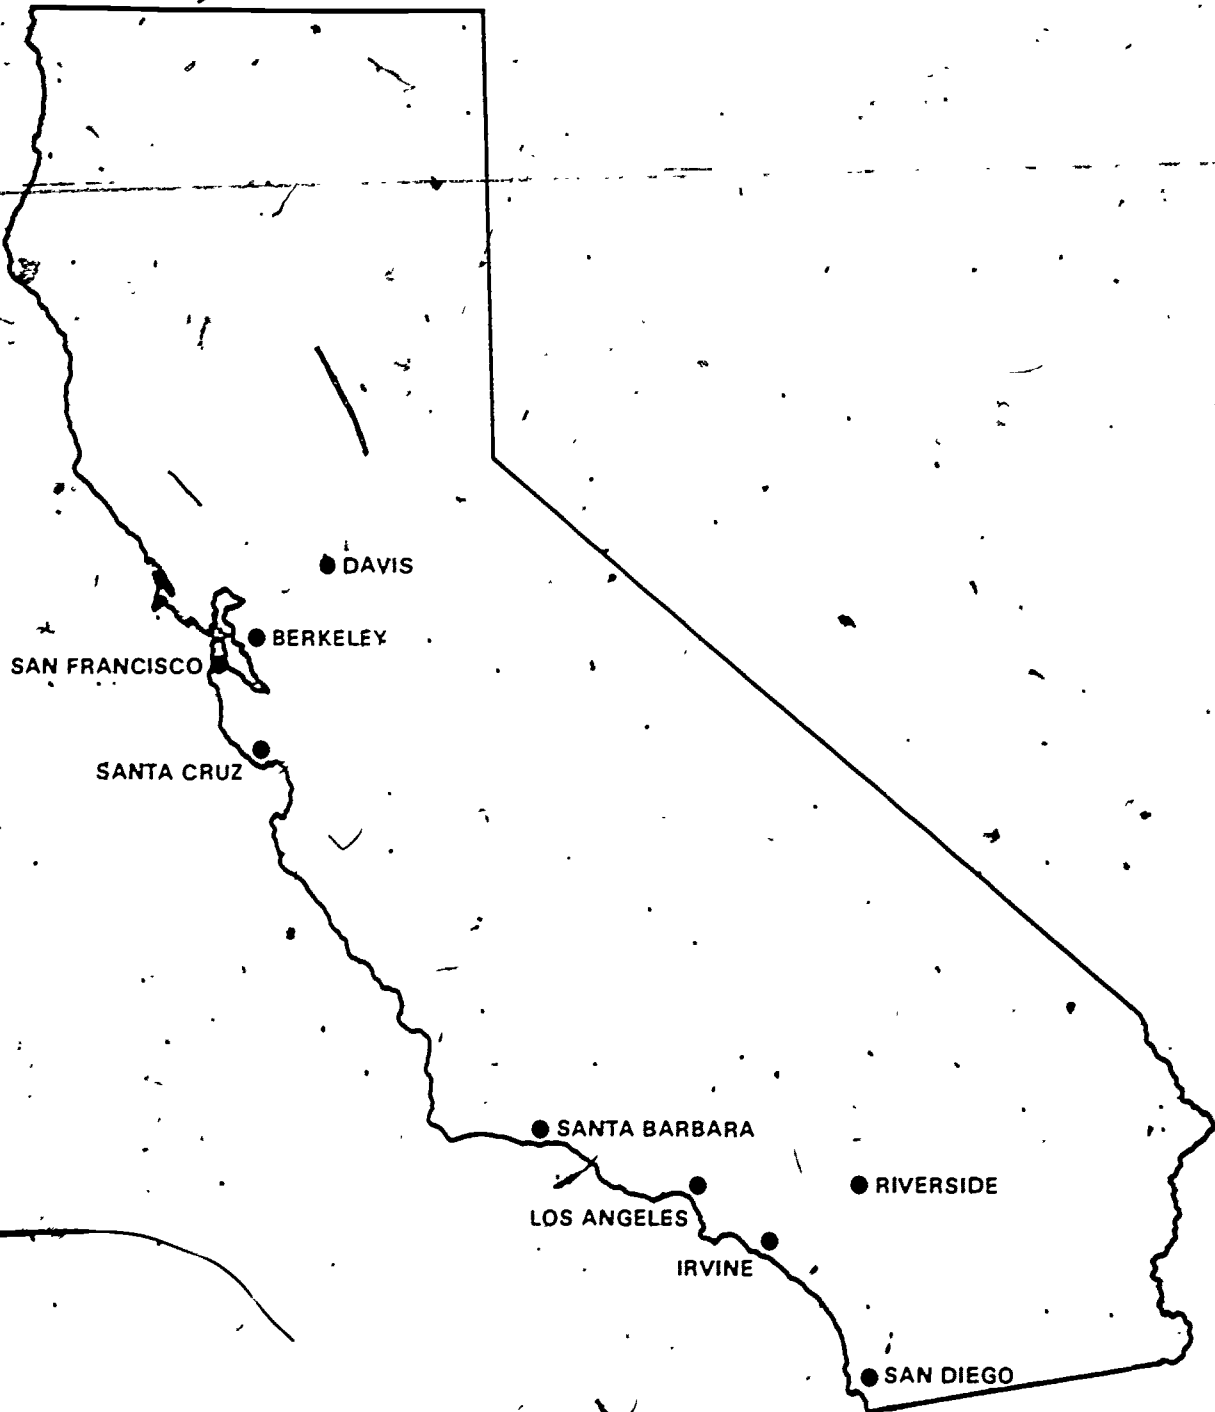 DAVIS
BERKELEY
SAN FRANCISCO
SANTA CRUZ
SANTA BARBARA
RIVERSIDE
LOS ANGELES
IRVINE
SAN DIEGO